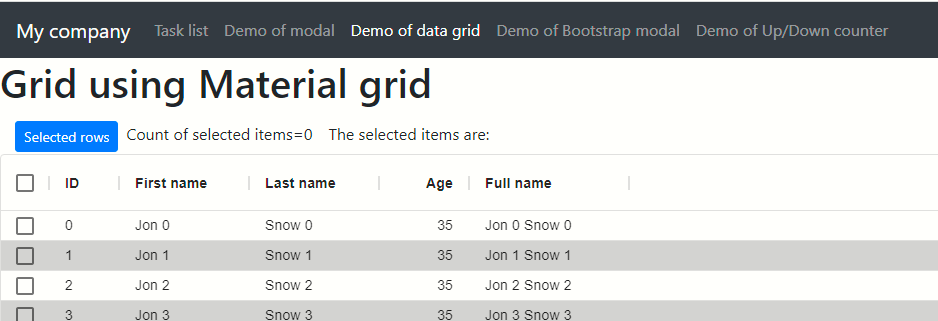 My company Task list Demo of modal Demo of data grid Demo of Bootstrap modal Demo of Up/Down counter
Grid using Material grid
Selected rows Count of selected items=0 The selected items are:
ID First name Last name Age Full name
0 Jon 0 Snow 0 35 Jon 0 Snow 0
1 Jon 1 Snow 1 35 Jon 1 Snow 1
2 Jon 2 Snow 2 35 Jon 2 Snow 2
3 Jon 3 Snow 3 35 Jon 3 Snow 3